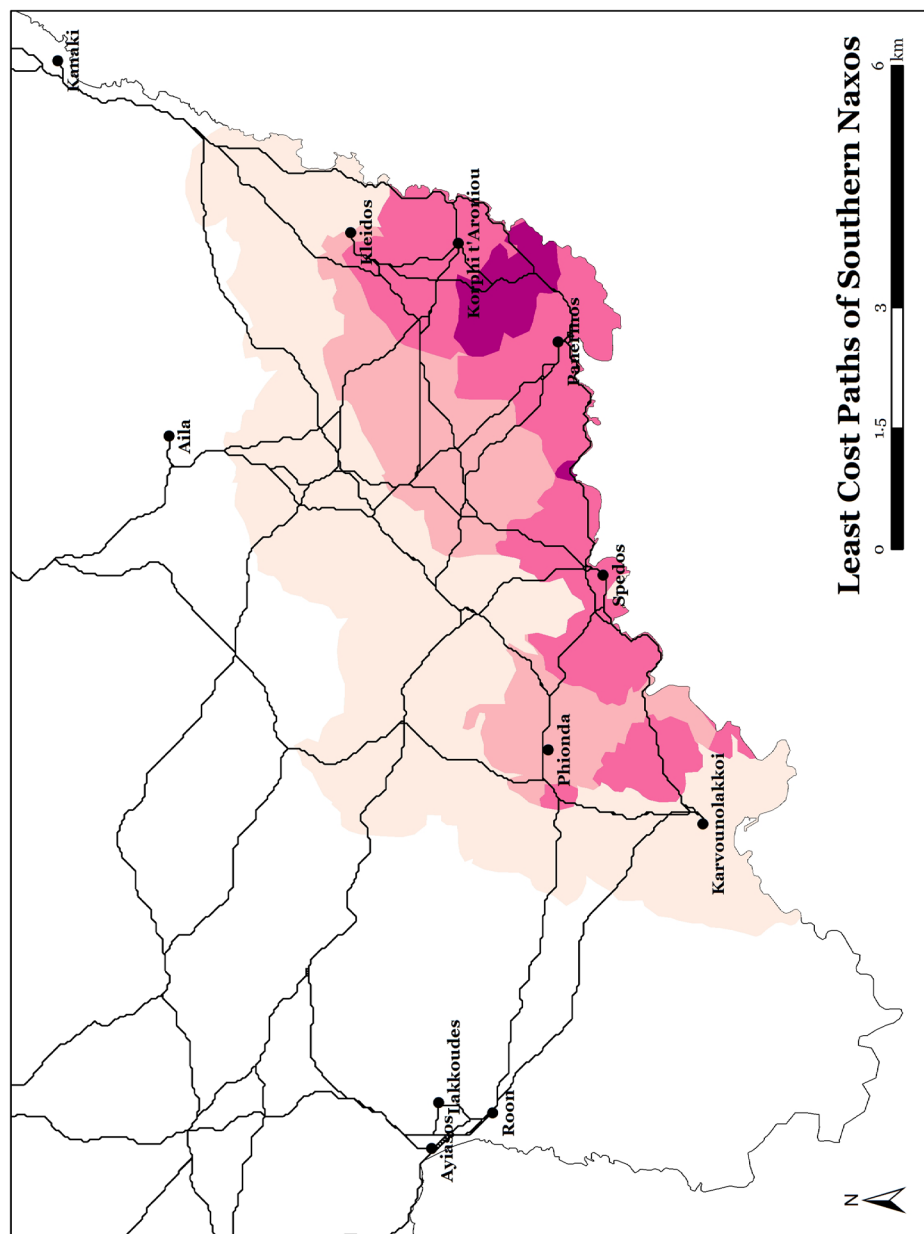 Kanaki
Aila
Kleidos
Korphi t'Aroniou
Panermos
Spedos
Phionda
Karvounolakkoi
Lakkoudes
Ayiasos
Roon
Least Cost Paths of Southern Naxos
0 1.5 3 6
km
N